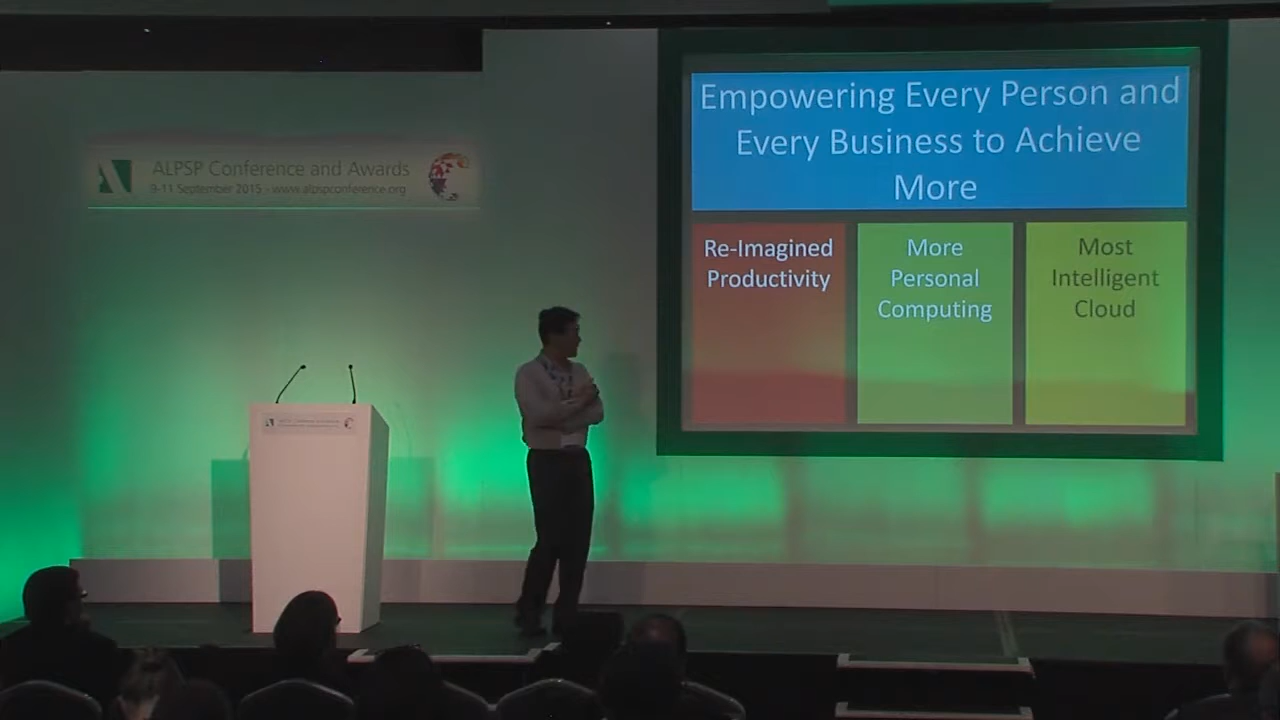 ALPSP Conference and Awards
9-11 September 2015 - www.alpspconference.org
Empowering Every Person and
Every Business to Achieve
More
Re-Imagined
Productivity
More
Personal
Computing
Most
Intelligent
Cloud